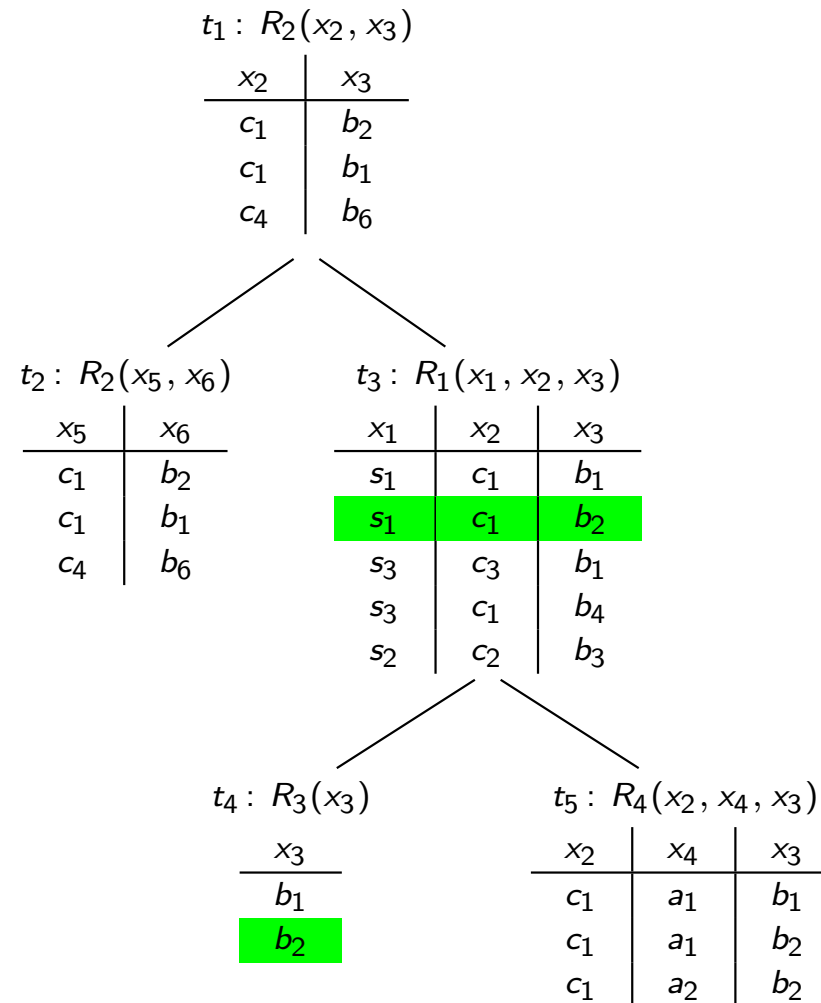 t₁ : R₂(x₂, x₃)
x₂ x₃
c₁ b₂
c₁ b₁
c₄ b₆
t₂ : R₂(x₅, x₆)
x₅ x₆
c₁ b₂
c₁ b₁
c₄ b₆
t₃ : R₁(x₁, x₂, x₃)
x₁ x₂ x₃
s₁ c₁ b₁
s₁ c₁ b₂
s₃ c₃ b₁
s₃ c₁ b₄
s₂ c₂ b₃
t₄ : R₃(x₃)
x₃
b₁
b₂
t₅ : R₄(x₂, x₄, x₃)
x₂ x₄ x₃
c₁ a₁ b₁
c₁ a₁ b₂
c₁ a₂ b₂